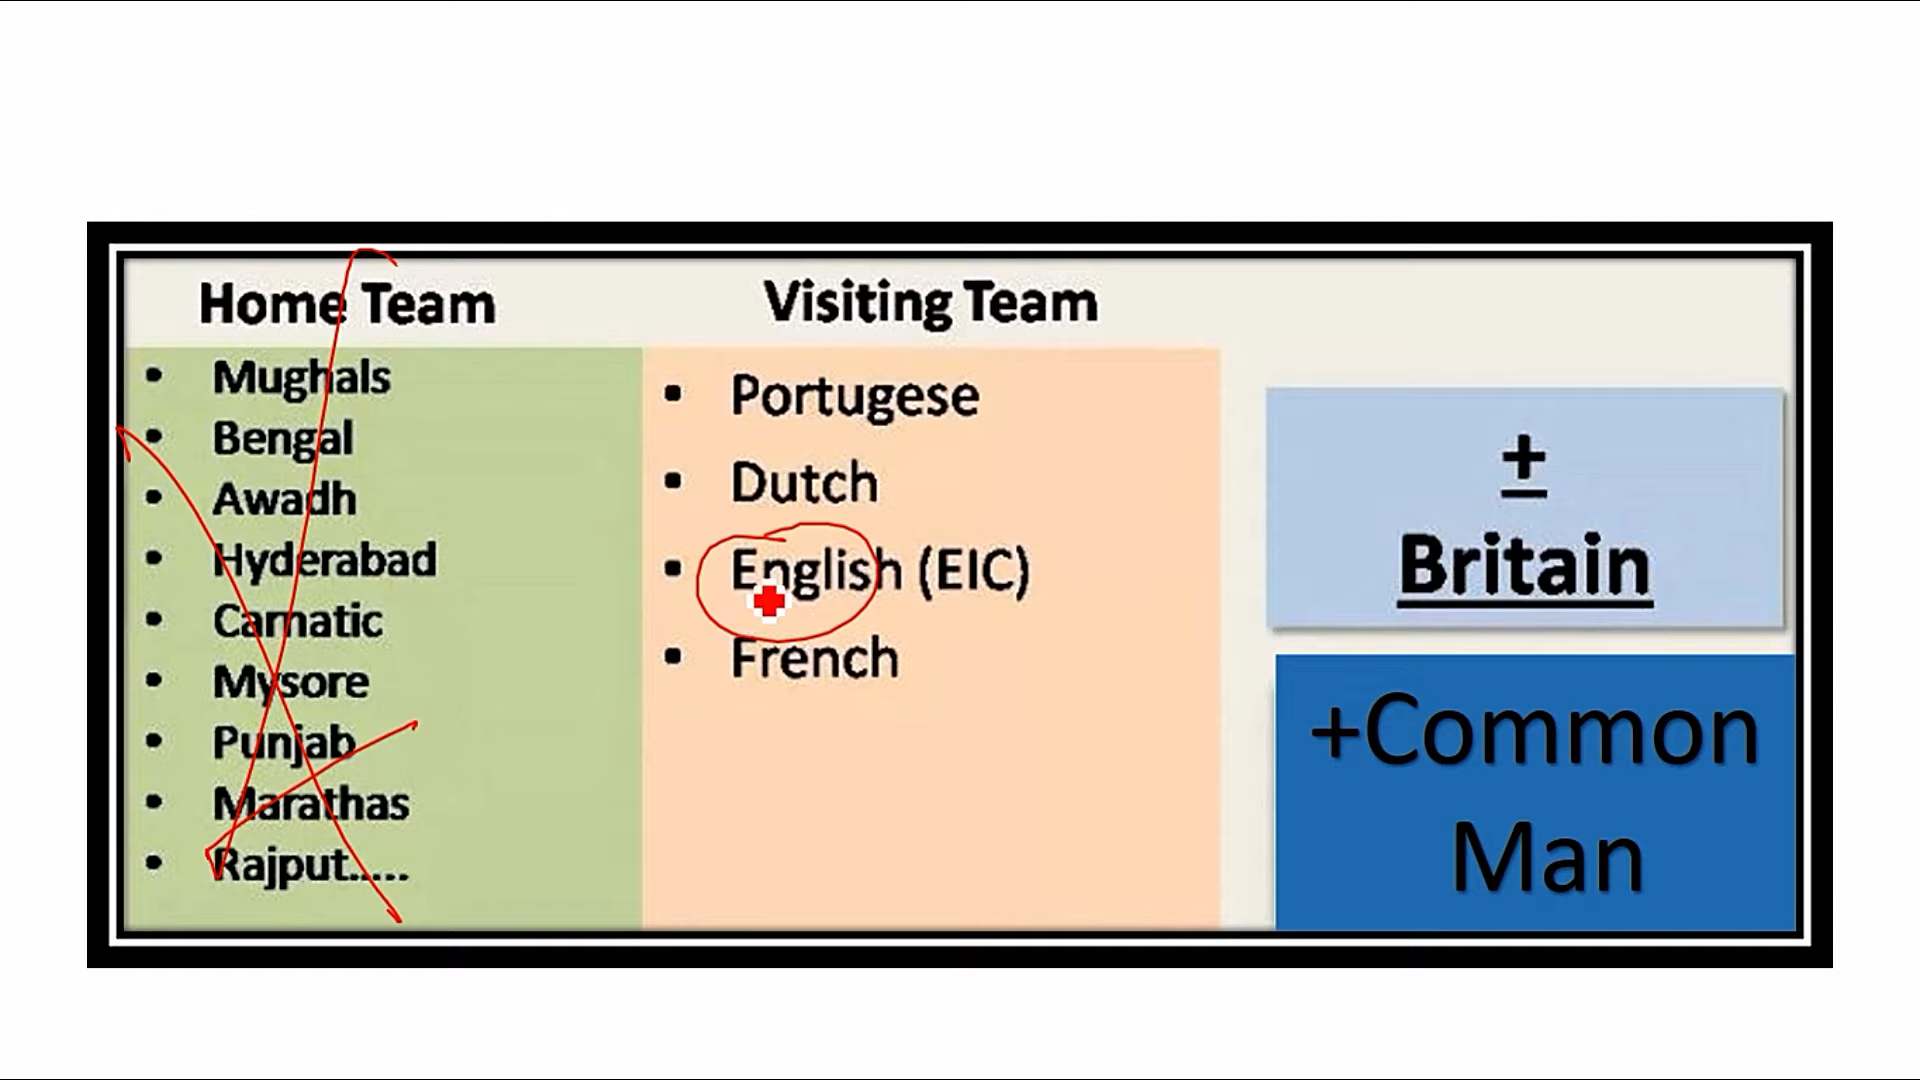 Home Team
Mughals
Bengal
Awadh
Hyderabad
Carnatic
Mysore
Punjab
Marathas
Rajput.....
Visiting Team
Portugese
Dutch
English (EIC)
French
±
Britain
+Common
Man